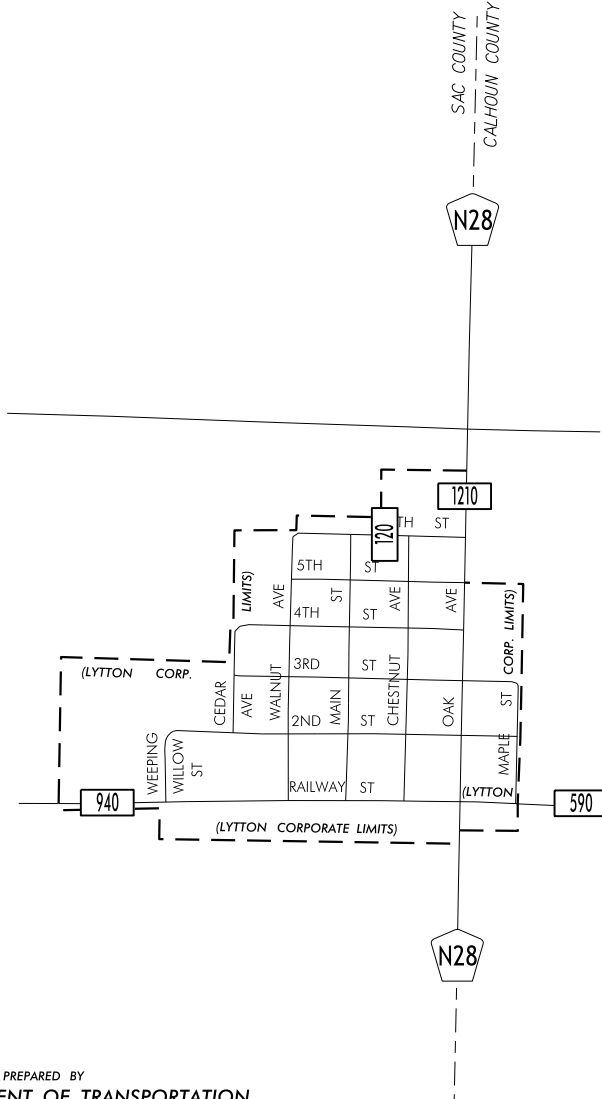 SAC COUNTY
CALHOUN COUNTY
N28
1210
120
TH ST
5TH ST
LIMITS)
AVE
ST
AVE
AVE
4TH ST
CORP. LIMITS)
3RD ST
(LYTTON CORP.
CEDAR
AVE
WALNUT
MAIN
CHESTNUT
OAK
ST
2ND ST
WEEPING
WILLOW
ST
MAPLE
RAILWAY ST
(LYTTON
940
590
(LYTTON CORPORATE LIMITS)
N28
PREPARED BY
OF TRANSPORTATION